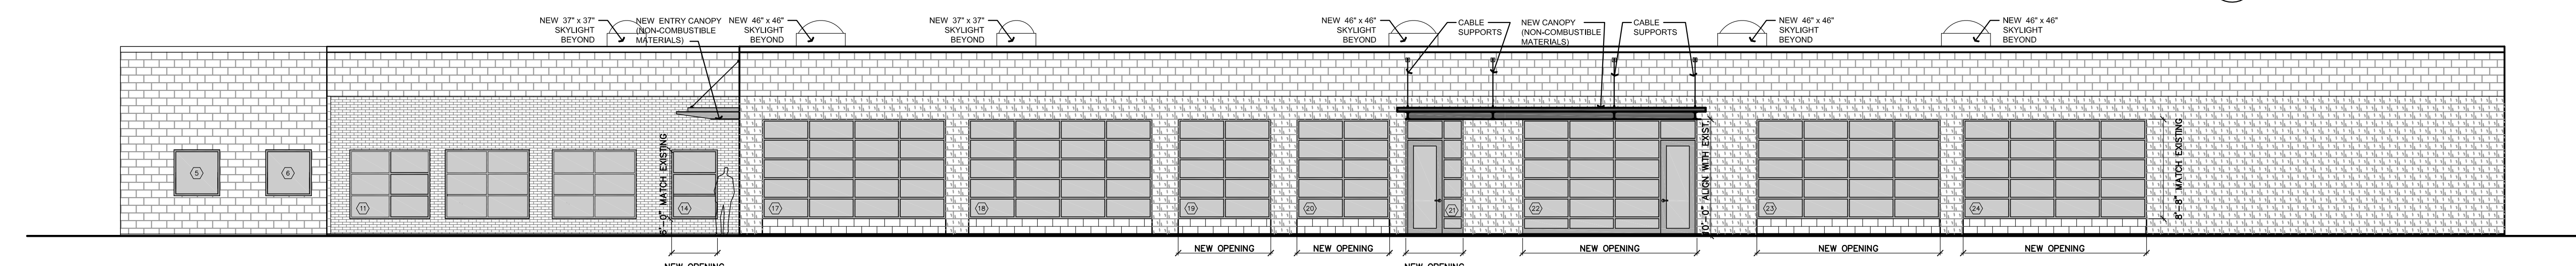 NEW 37" x 37"
SKYLIGHT
BEYOND
NEW ENTRY CANOPY
(NON-COMBUSTIBLE
MATERIALS)
NEW 46" x 46"
SKYLIGHT
BEYOND
NEW 37" x 37"
SKYLIGHT
BEYOND
NEW 46" x 46"
SKYLIGHT
BEYOND
CABLE
SUPPORTS
NEW CANOPY
(NON-COMBUSTIBLE
MATERIALS)
CABLE
SUPPORTS
NEW 46" x 46"
SKYLIGHT
BEYOND
NEW 46" x 46"
SKYLIGHT
BEYOND
5
6
11
6'-0" MATCH EXISTING
14
17
18
19
20
21
22
10'-0" ALIGN WITH EXIST.
23
24
8'-8" MATCH EXISTING
NEW OPENING
NEW OPENING
NEW OPENING
NEW OPENING
NEW OPENING
NEW OPENING
NEW OPENING